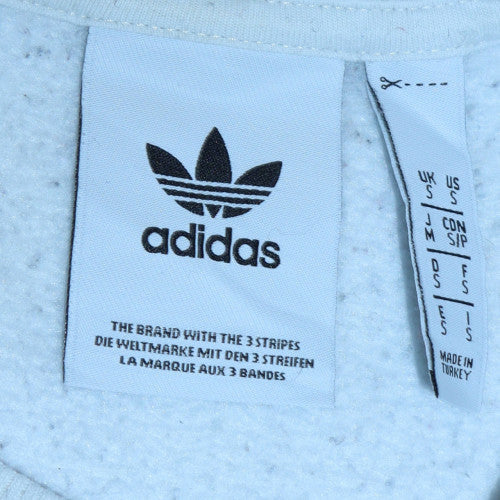 adidas
THE BRAND WITH THE 3 STRIPES
DIE WELTMARKE MIT DEN 3 STREIFEN
LA MARQUE AUX 3 BANDES
UK US
S S
J CDN
M S/P
D F
S S
E I
S S
MADE IN
TURKEY